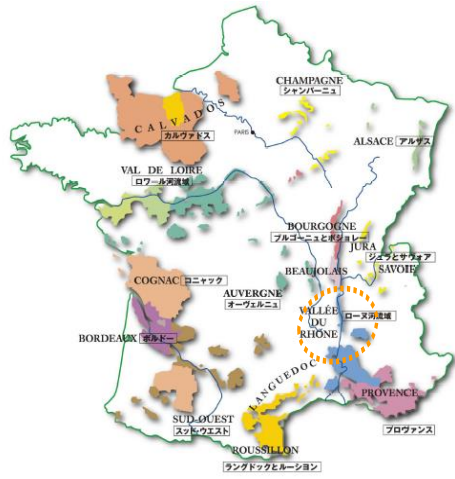 CHAMPAGNE
シャンパーニュ
CALVADOS
カルヴァドス
PARIS
ALSACE アルザス
VAL DE LOIRE
ロワール河流域
BOURGOGNE
ブルゴーニュとボジョレー
JURA
ジュラとサヴォア
SAVOIE
BEAUJOLAIS
COGNAC コニャック
AUVERGNE
オーヴェルニュ
VALLÉE
DU
RHÔNE
ローヌ河流域
BORDEAUX ボルドー
LANGUEDOC
PROVENCE
プロヴァンス
SUD-OUEST
スッド・ウエスト
ROUSSILLON
ラングドックとルーション